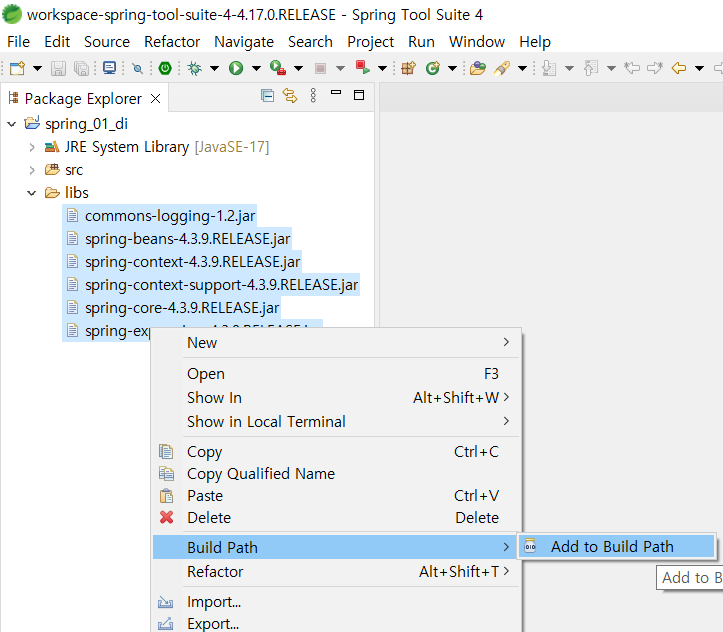 workspace-spring-tool-suite-4-4.17.0.RELEASE - Spring Tool Suite 4
File Edit Source Refactor Navigate Search Project Run Window Help
Package Explorer
spring_01_di
JRE System Library [JavaSE-17]
src
libs
commons-logging-1.2.jar
spring-beans-4.3.9.RELEASE.jar
spring-context-4.3.9.RELEASE.jar
spring-context-support-4.3.9.RELEASE.jar
spring-core-4.3.9.RELEASE.jar
New
Open F3
Show In Alt+Shift+W
Show in Local Terminal
Copy Ctrl+C
Copy Qualified Name
Paste Ctrl+V
Delete Delete
Build Path
Add to Build Path
Refactor Alt+Shift+T
Add to B
Import...
Export...